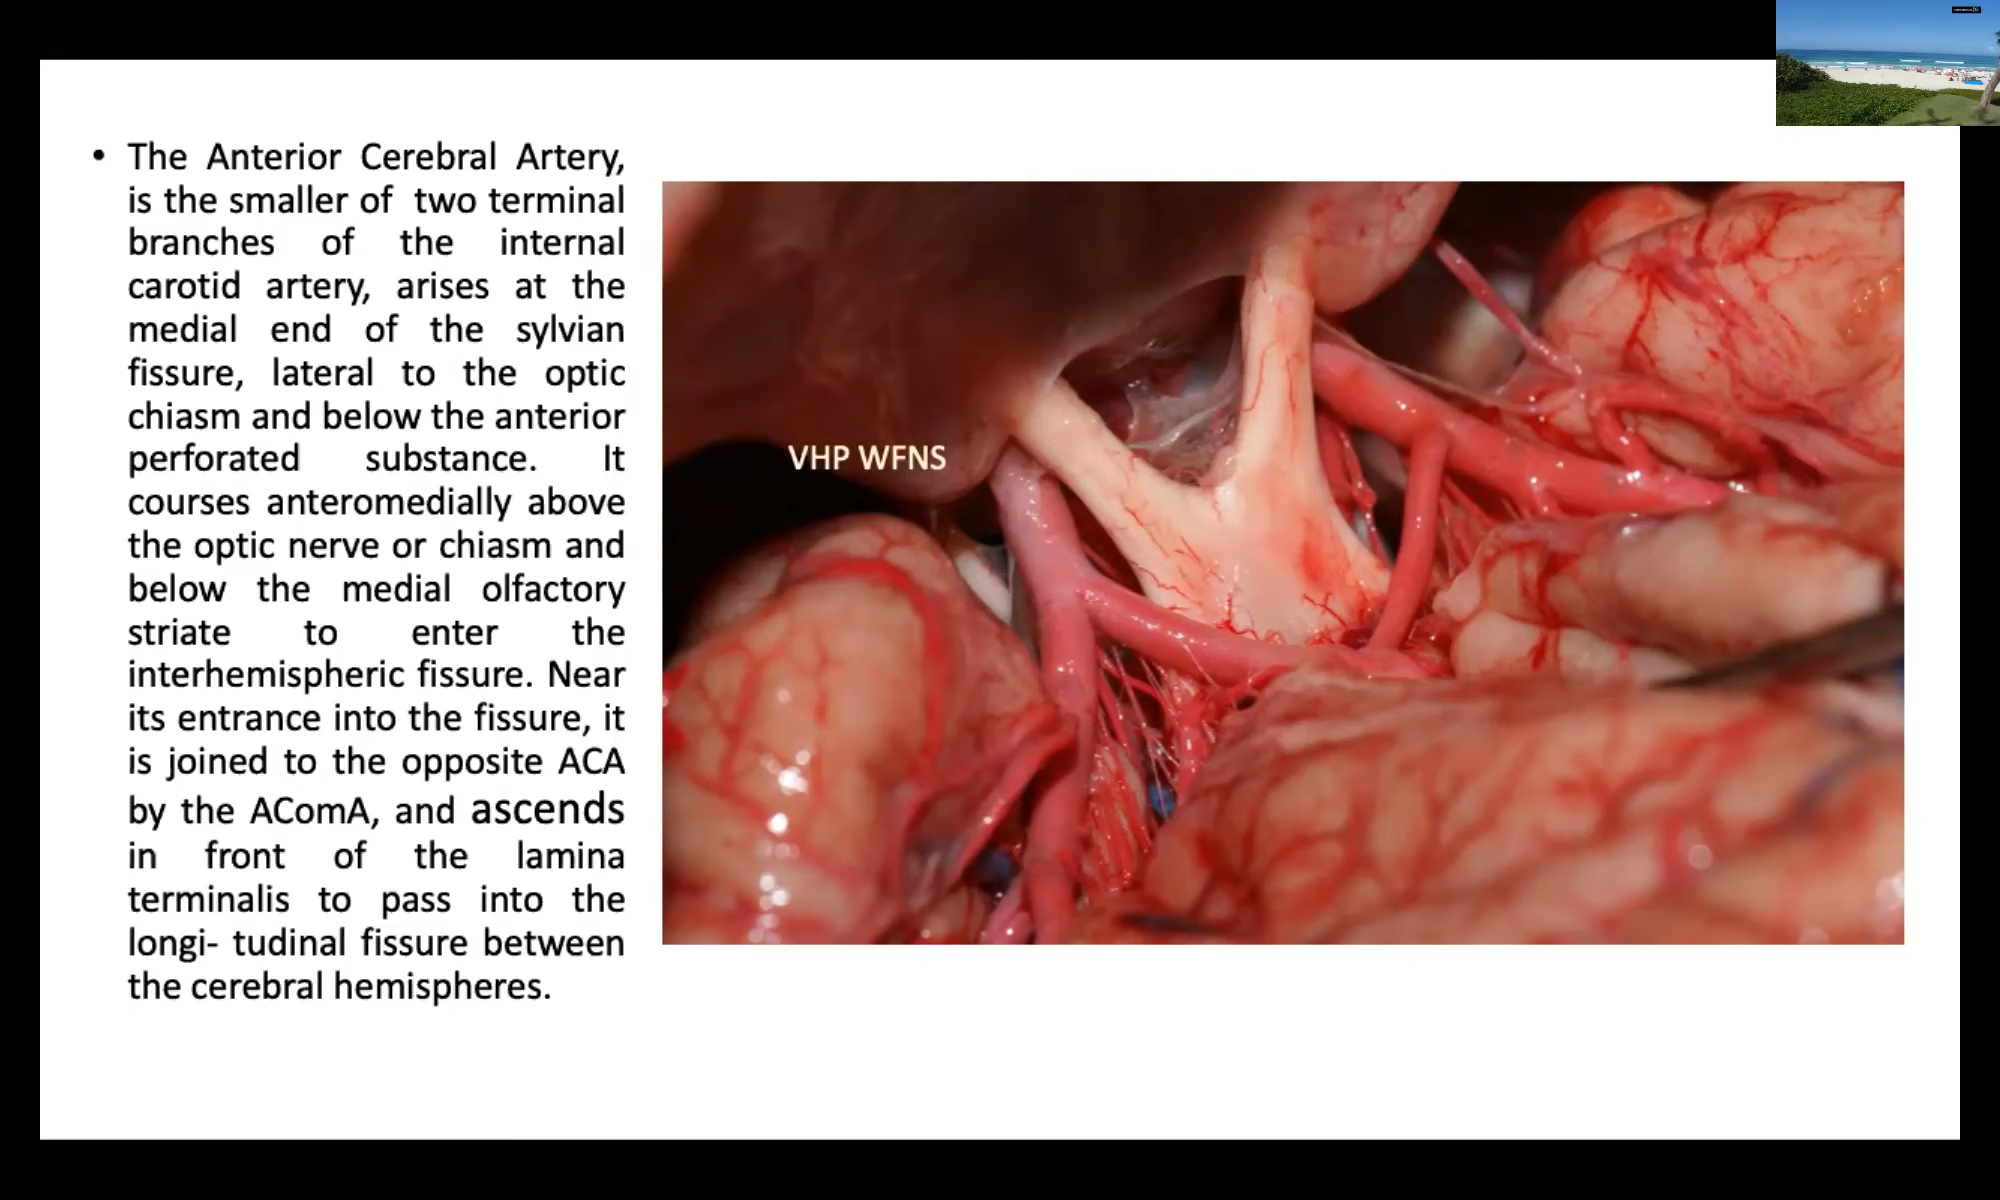 • The Anterior Cerebral Artery,
is the smaller of two terminal
branches of the internal
carotid artery, arises at the
medial end of the sylvian
fissure, lateral to the optic
chiasm and below the anterior
perforated substance. It
courses anteromedially above
the optic nerve or chiasm and
below the medial olfactory
striate to enter the
interhemispheric fissure. Near
its entrance into the fissure, it
is joined to the opposite ACA
by the AComA, and ascends
in front of the lamina
terminalis to pass into the
longi- tudinal fissure between
the cerebral hemispheres.
VHP WFNS